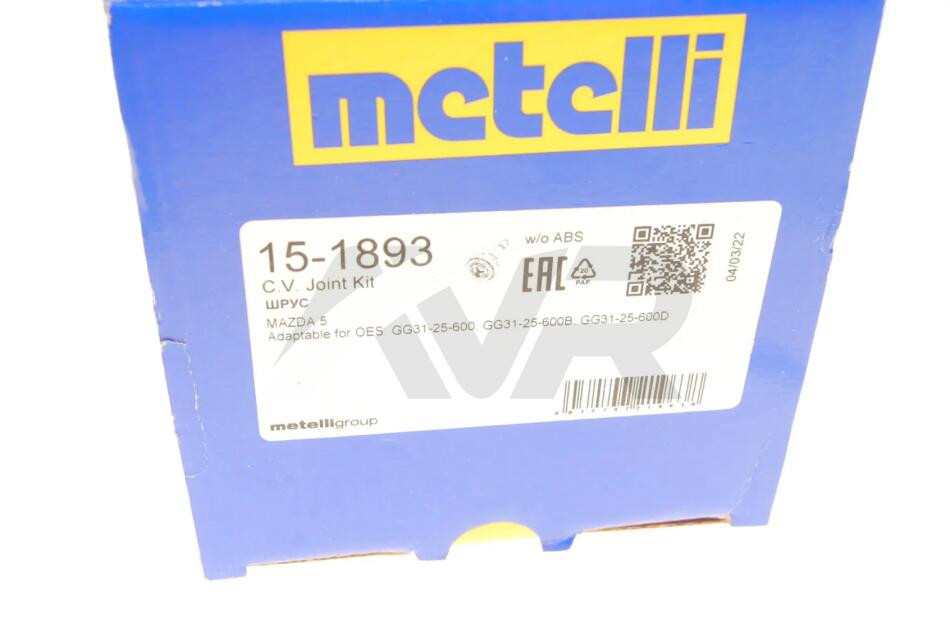 metelli
15-1893
w/o ABS
C.V. Joint Kit
EAC
20
PAP
04/03/22
ШРУС
MAZDA 5
Adaptable for OES: GG31-25-600; GG31-25-600B; GG31-25-600D
AVR
metelligroup